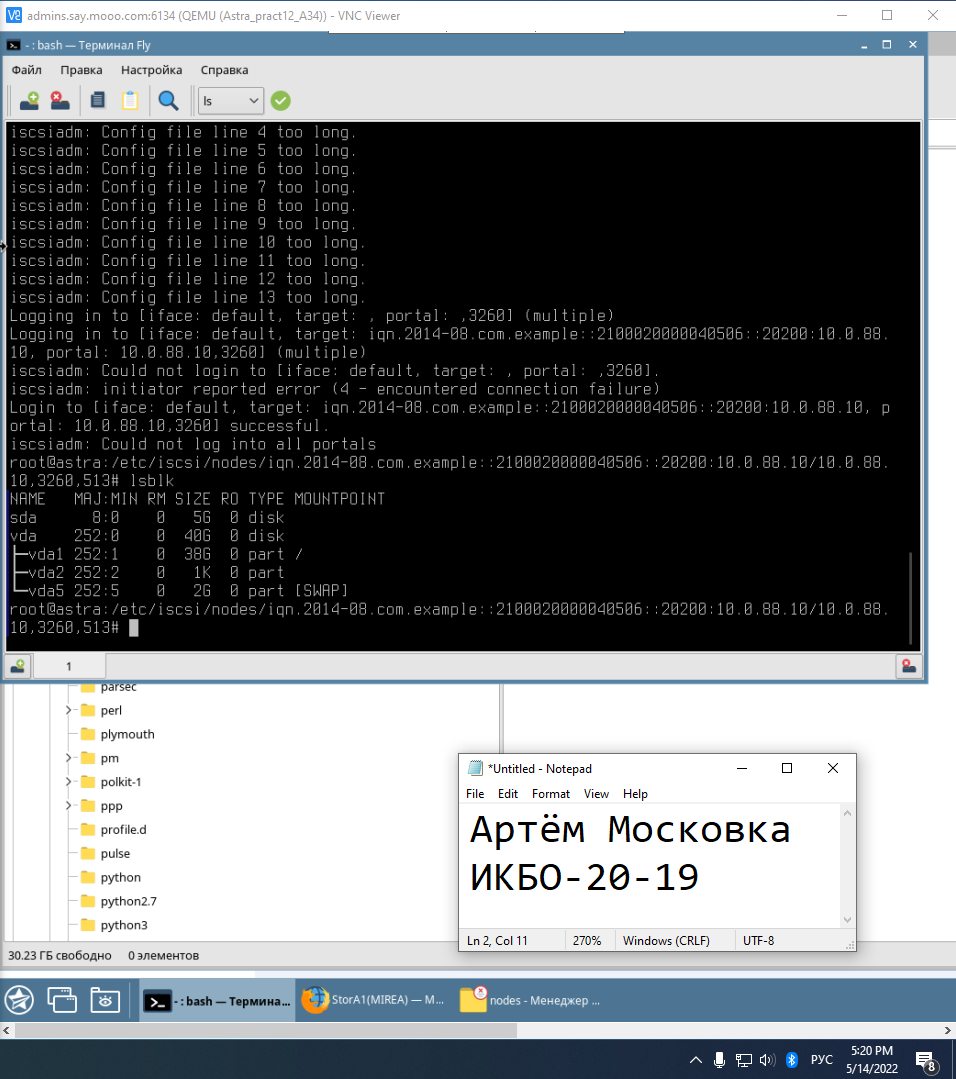 admins.say.mooo.com:6134 (QEMU (Astra_pract12_A34)) - VNC Viewer
- : bash — Терминал Fly
Файл Правка Настройка Справка
ls
iscsiadm: Config file line 4 too long.
iscsiadm: Config file line 5 too long.
iscsiadm: Config file line 6 too long.
iscsiadm: Config file line 7 too long.
iscsiadm: Config file line 8 too long.
iscsiadm: Config file line 9 too long.
iscsiadm: Config file line 10 too long.
iscsiadm: Config file line 11 too long.
iscsiadm: Config file line 12 too long.
iscsiadm: Config file line 13 too long.
Logging in to [iface: default, target: , portal: ,3260] (multiple)
Logging in to [iface: default, target: iqn.2014-08.com.example::2100020000040506::20200:10.0.88.
10, portal: 10.0.88.10,3260] (multiple)
iscsiadm: Could not login to [iface: default, target: , portal: ,3260].
iscsiadm: initiator reported error (4 - encountered connection failure)
Login to [iface: default, target: iqn.2014-08.com.example::2100020000040506::20200:10.0.88.10, p
ortal: 10.0.88.10,3260] successful.
iscsiadm: Could not log into all portals
root@astra:/etc/iscsi/nodes/iqn.2014-08.com.example::2100020000040506::20200:10.0.88.10/10.0.88.
10,3260,513# lsblk
NAME   MAJ:MIN RM SIZE RO TYPE MOUNTPOINT
sda      8:0    0   5G  0 disk
vda    252:0    0  40G  0 disk
├─vda1 252:1    0  38G  0 part /
├─vda2 252:2    0   1K  0 part
└─vda5 252:5    0   2G  0 part [SWAP]
root@astra:/etc/iscsi/nodes/iqn.2014-08.com.example::2100020000040506::20200:10.0.88.10/10.0.88.
10,3260,513#
1
parsec
perl
plymouth
pm
polkit-1
ppp
profile.d
pulse
python
python2.7
python3
30.23 ГБ свободно 0 элементов
*Untitled - Notepad
File Edit Format View Help
Артём Московка
ИКБО-20-19
Ln 2, Col 11 270% Windows (CRLF) UTF-8
- : bash — Термина... StorA1(MIREA) — M... nodes - Менеджер ...
РУС
5:20 PM
5/14/2022
8